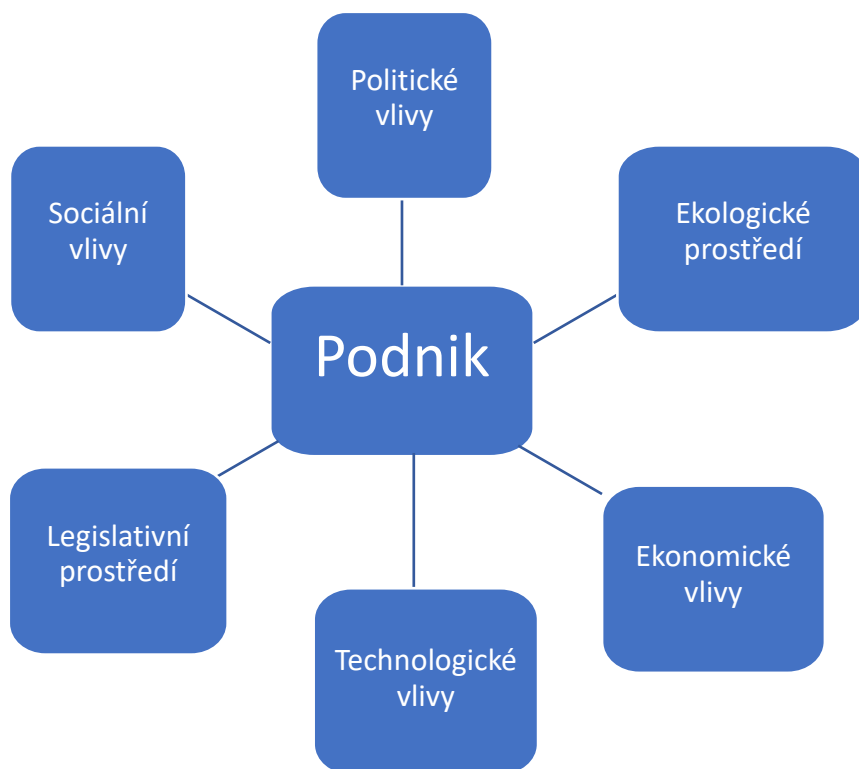 Politické
vlivy
Sociální
vlivy
Ekologické
prostředí
Podnik
Legislativní
prostředí
Ekonomické
vlivy
Technologické
vlivy